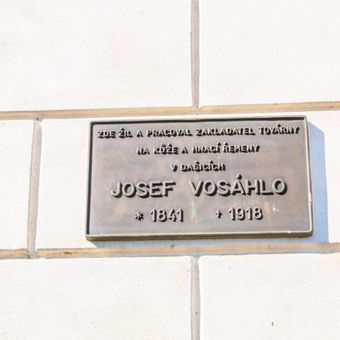 ZDE ŽIL A PRACOVAL ZAKLADATEL TOVÁRNY
NA KŮŽE A HNACÍ ŘEMENY
V DAŠICÍCH
JOSEF VOSÁHLO
* 1841 † 1918